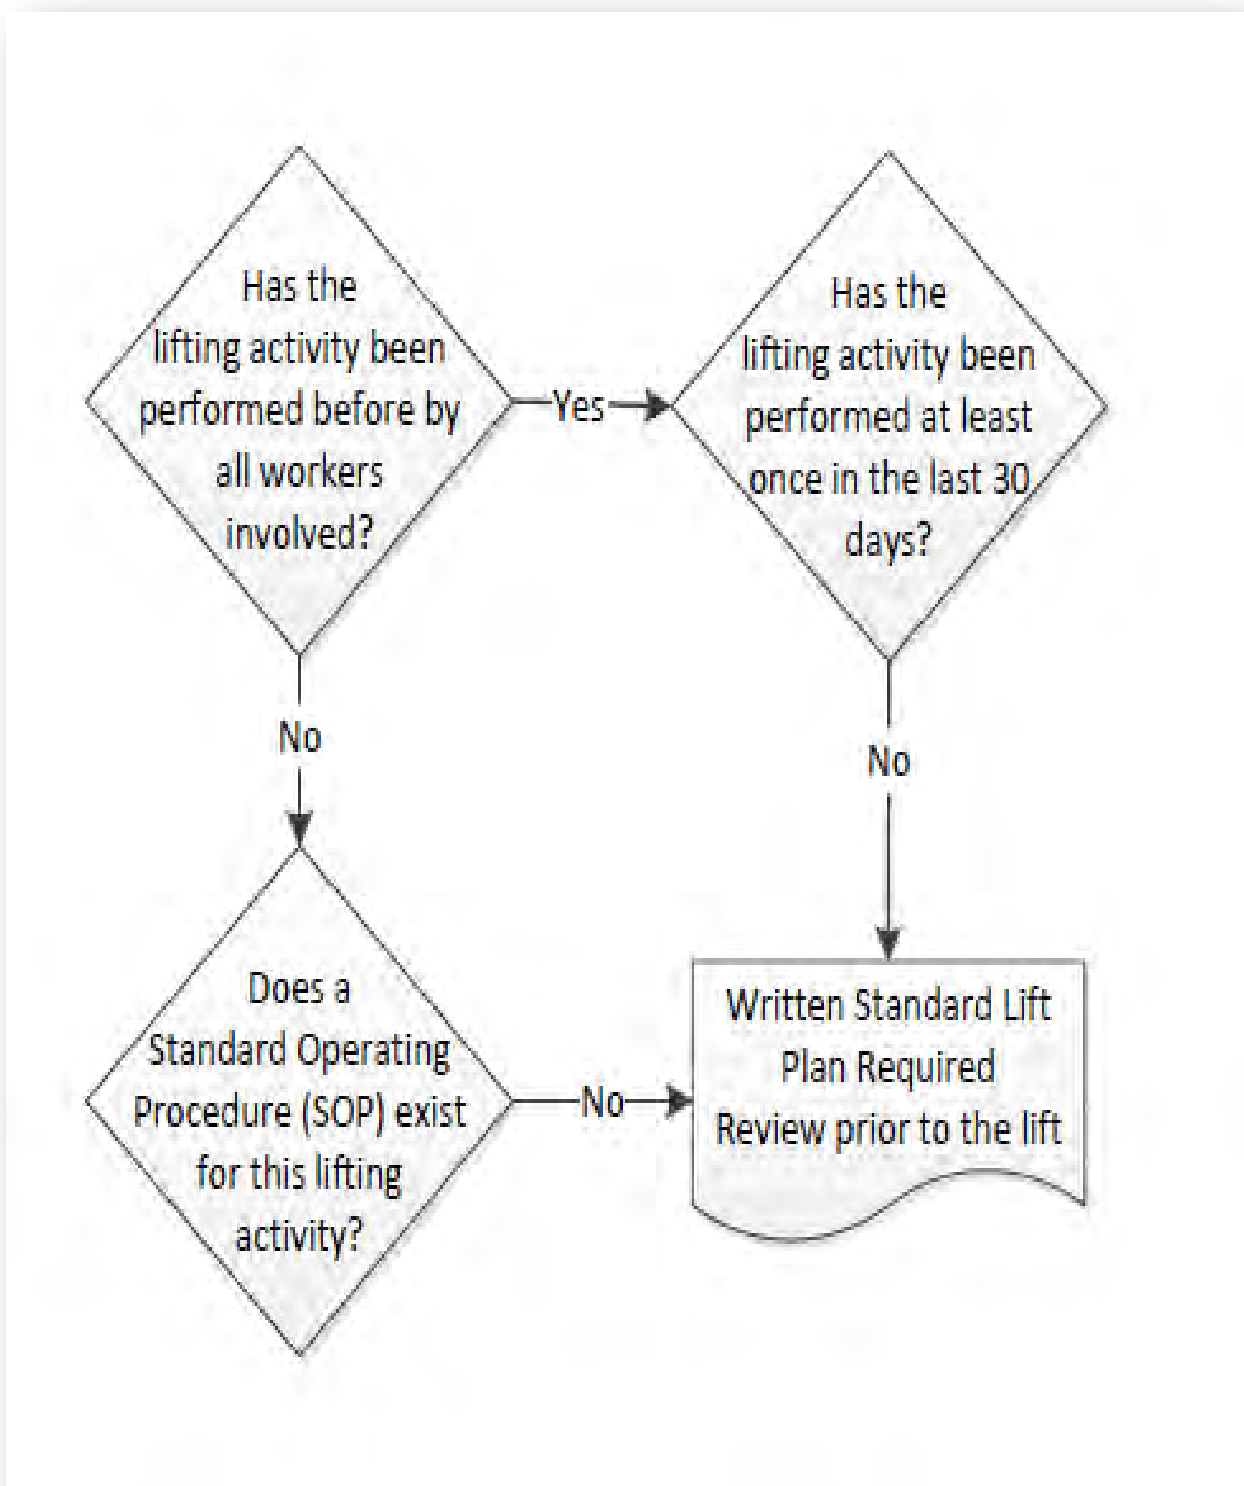 Has the
lifting activity been
performed before by
all workers
involved?
Yes
Has the
lifting activity been
performed at least
once in the last 30
days?
No
No
Does a
Standard Operating
Procedure (SOP) exist
for this lifting
activity?
No
Written Standard Lift
Plan Required
Review prior to the lift